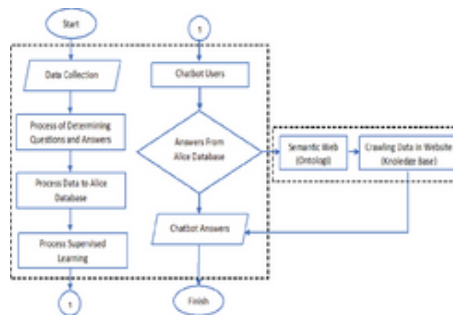 Start
Data Collection
Process of Determining
Questions and Answers
Process Data to Alice
Database
Process Supervised
Learning
1
1
Chatbot Users
Answers From
Alice Database
Chatbot Answers
Finish
Semantic Web
(Ontologi)
Crawling Data in Website
(Knoledge Base)